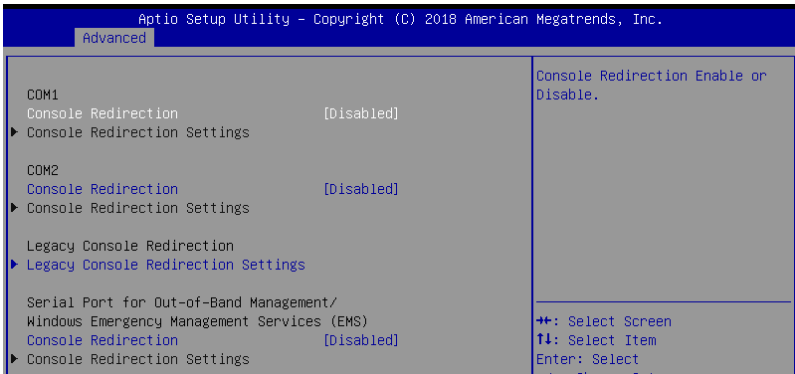 Aptio Setup Utility – Copyright (C) 2018 American Megatrends, Inc.
Advanced
COM1
Console Redirection [Disabled]
▶ Console Redirection Settings
COM2
Console Redirection [Disabled]
▶ Console Redirection Settings
Legacy Console Redirection
▶ Legacy Console Redirection Settings
Serial Port for Out-of-Band Management/
Windows Emergency Management Services (EMS)
Console Redirection [Disabled]
▶ Console Redirection Settings
Console Redirection Enable or
Disable.
→←: Select Screen
↑↓: Select Item
Enter: Select